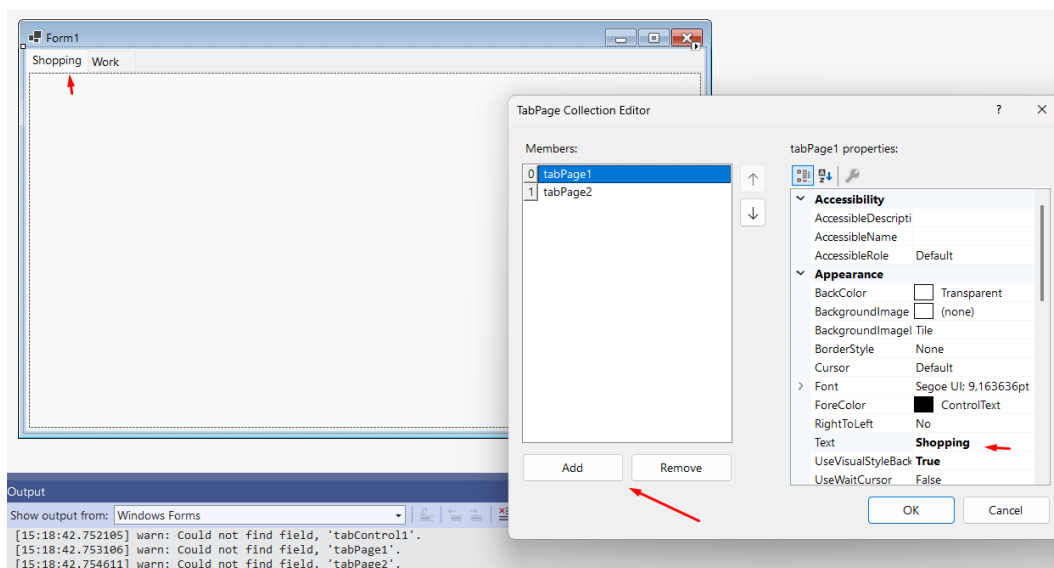 Form1
Shopping Work
TabPage Collection Editor ? X
Members:
0 tabPage1
1 tabPage2
Add Remove
tabPage1 properties:
Accessibility
AccessibleDescripti
AccessibleName
AccessibleRole Default
Appearance
BackColor Transparent
BackgroundImage (none)
BackgroundImageI Tile
BorderStyle None
Cursor Default
Font Segoe UI; 9,163636pt
ForeColor ControlText
RightToLeft No
Text Shopping
UseVisualStyleBack True
UseWaitCursor False
OK Cancel
Output
Show output from: Windows Forms
[15:18:42.752105] warn: Could not find field, 'tabControl1'.
[15:18:42.753106] warn: Could not find field, 'tabPage1'.
[15:18:42.754611] warn: Could not find field, 'tabPage2'.